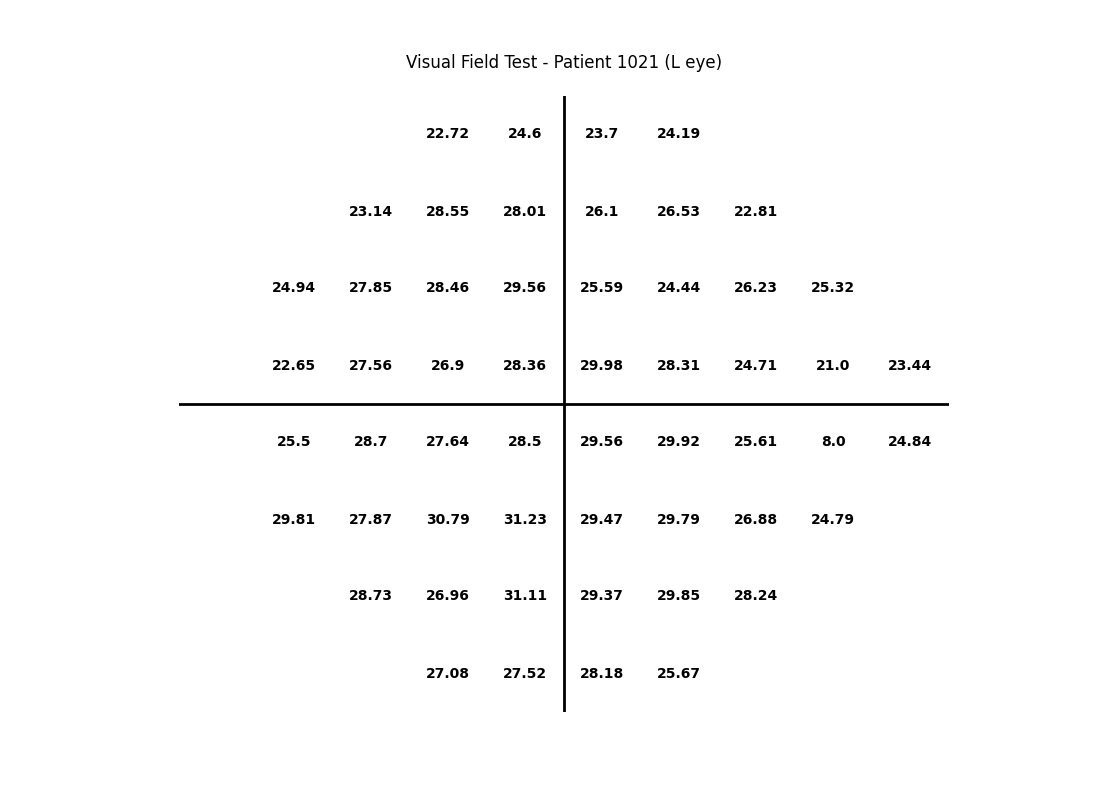 Visual Field Test - Patient 1021 (L eye)
22.72 24.6 23.7 24.19
23.14 28.55 28.01 26.1 26.53 22.81
24.94 27.85 28.46 29.56 25.59 24.44 26.23 25.32
22.65 27.56 26.9 28.36 29.98 28.31 24.71 21.0 23.44
25.5 28.7 27.64 28.5 29.56 29.92 25.61 8.0 24.84
29.81 27.87 30.79 31.23 29.47 29.79 26.88 24.79
28.73 26.96 31.11 29.37 29.85 28.24
27.08 27.52 28.18 25.67